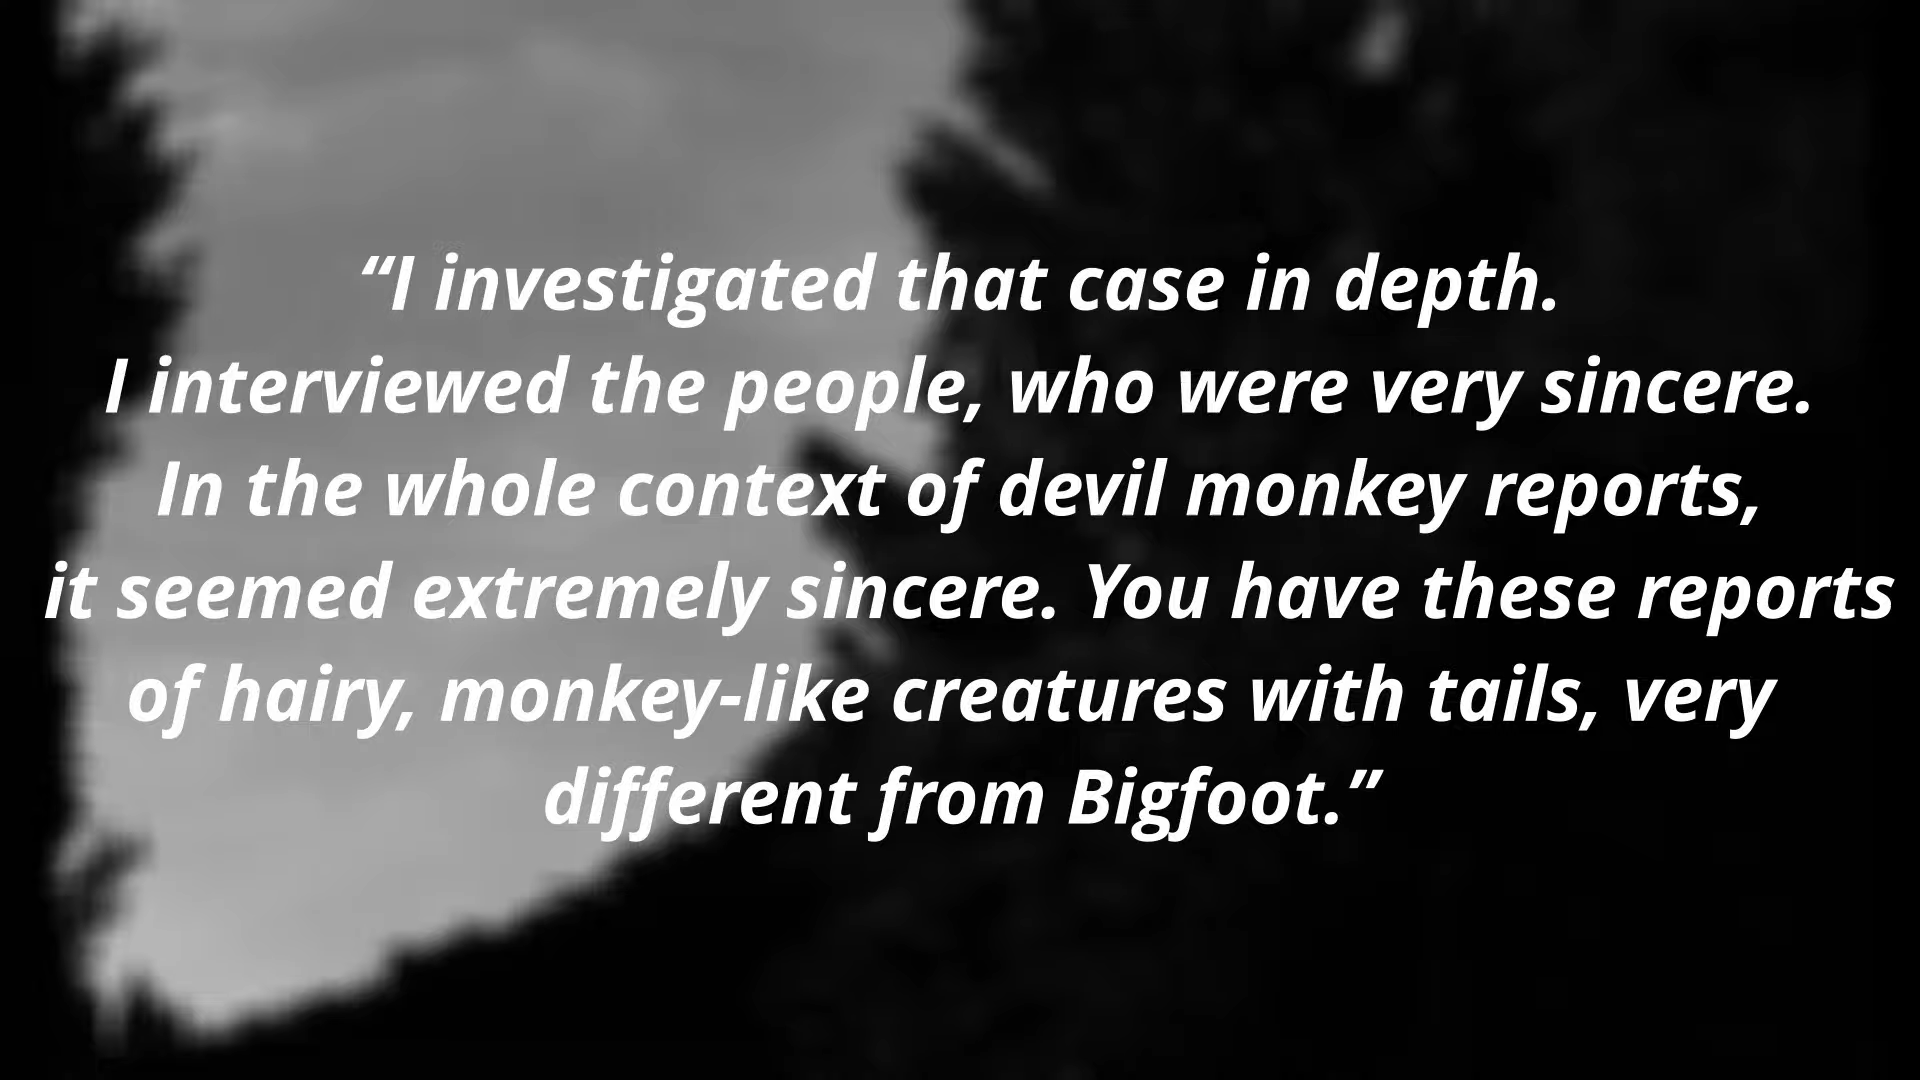 “I investigated that case in depth.
I interviewed the people, who were very sincere.
In the whole context of devil monkey reports,
it seemed extremely sincere. You have these reports
of hairy, monkey-like creatures with tails, very
different from Bigfoot.”